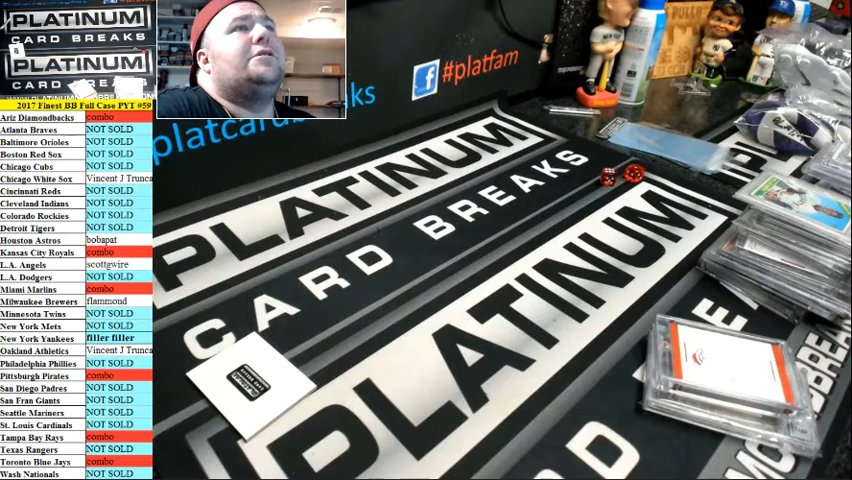 PLATINUM
CARD BREAKS
PLATINUM
CARD BREAKS
2017 Finest BB Full Case PYT #59
Ariz Diamondbacks combo
Atlanta Braves NOT SOLD
Baltimore Orioles NOT SOLD
Boston Red Sox NOT SOLD
Chicago Cubs NOT SOLD
Chicago White Sox Vincent J Trunca
Cincinnati Reds NOT SOLD
Cleveland Indians NOT SOLD
Colorado Rockies NOT SOLD
Detroit Tigers NOT SOLD
Houston Astros bobapat
Kansas City Royals combo
L.A. Angels scottgwire
L.A. Dodgers NOT SOLD
Miami Marlins combo
Milwaukee Brewers flammond
Minnesota Twins NOT SOLD
New York Mets NOT SOLD
New York Yankees filler filler
Oakland Athletics Vincent J Trunca
Philadelphia Phillies NOT SOLD
Pittsburgh Pirates combo
San Diego Padres NOT SOLD
San Fran Giants NOT SOLD
Seattle Mariners NOT SOLD
St. Louis Cardinals NOT SOLD
Tampa Bay Rays combo
Texas Rangers NOT SOLD
Toronto Blue Jays combo
Wash Nationals NOT SOLD
f #platfam
platcardbreaks
PLATINUM
CARD BREAKS
PLATINUM